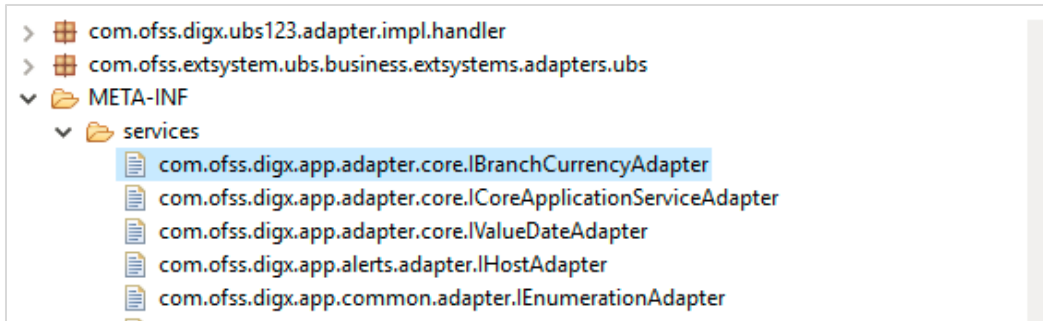 com.ofss.digx.ubs123.adapter.impl.handler
com.ofss.extsystem.ubs.business.extsystems.adapters.ubs
META-INF
services
com.ofss.digx.app.adapter.core.IBranchCurrencyAdapter
com.ofss.digx.app.adapter.core.ICoreApplicationServiceAdapter
com.ofss.digx.app.adapter.core.IValueDateAdapter
com.ofss.digx.app.alerts.adapter.IHostAdapter
com.ofss.digx.app.common.adapter.IEnumerationAdapter